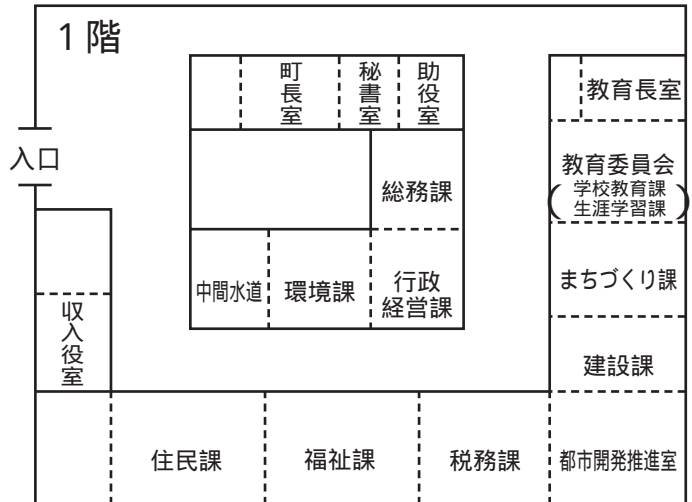 １階
町長室
秘書室
助役室
教育長室
入口
総務課
教育委員会
（学校教育課
生涯学習課）
中間水道
環境課
行政
経営課
まちづくり課
収入役室
建設課
住民課
福祉課
税務課
都市開発推進室